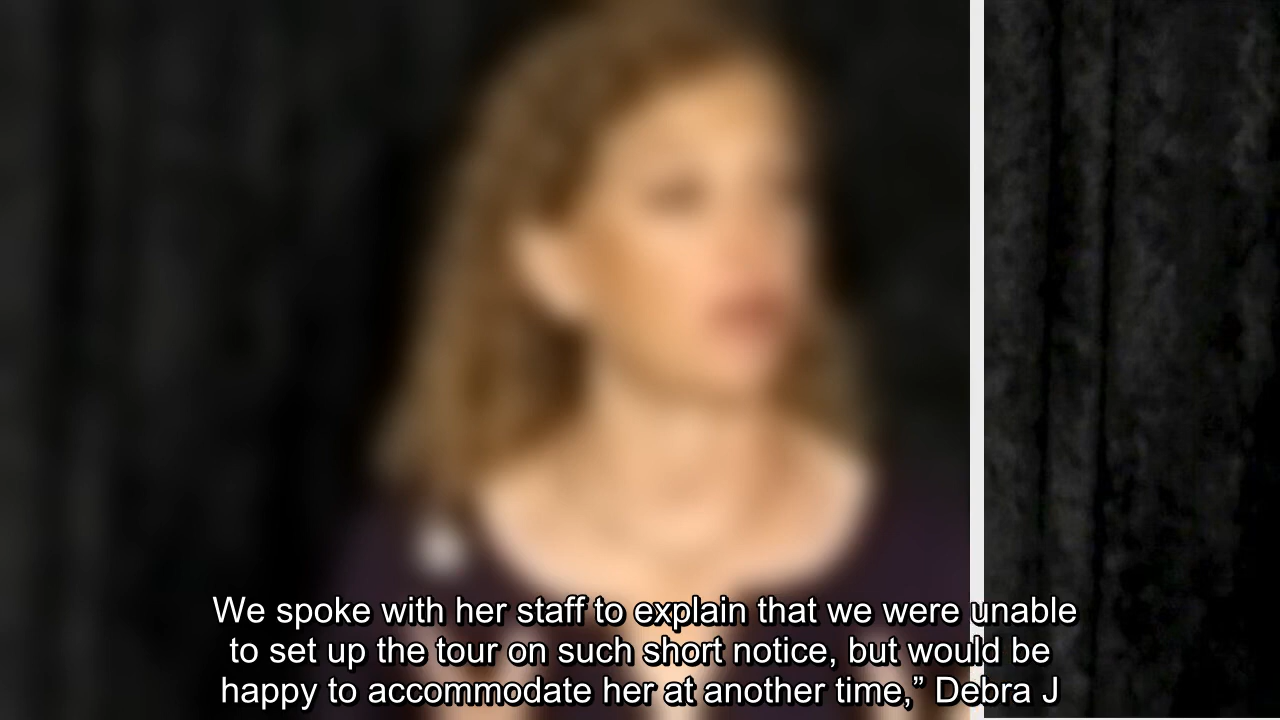 We spoke with her staff to explain that we were unable
to set up the tour on such short notice, but would be
happy to accommodate her at another time,” Debra J